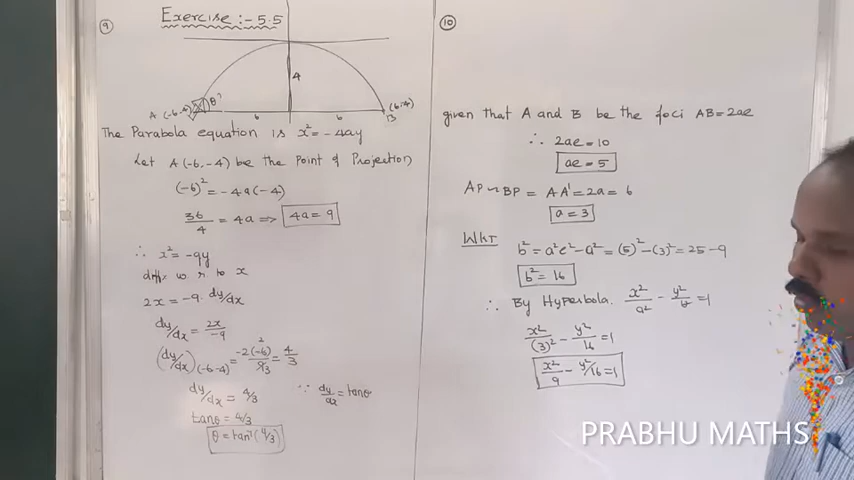 Exercise :- 5.5
9
4
θ?
A (-6,-4)
6
6
(6,-4)
B
The Parabola equation is x² = -4ay
Let A(-6,-4) be the Point of Projection
(-6)² = -4a(-4)
36/4 = 4a => 4a = 9
∴ x² = -9y
diff w r to x
2x = -9. dy/dx
dy/dx = 2x/-9
(dy/dx)(-6,-4) = -2(-6)/9 = 4/3
2
3
dy/dx = 4/3 ∵ dy/dx = tanθ
tanθ = 4/3
θ = tan⁻¹(4/3)
10
given that A and B be the foci AB = 2ae
∴ 2ae = 10
ae = 5
AP ~ BP = AA' = 2a = 6
a = 3
WKT b² = a²e² - a² = (5)² - (3)² = 25 - 9
b² = 16
∴ By Hyperbola. x²/a² - y²/b² = 1
x²/(3)² - y²/16 = 1
x²/9 - y²/16 = 1
PRABHU MATHS